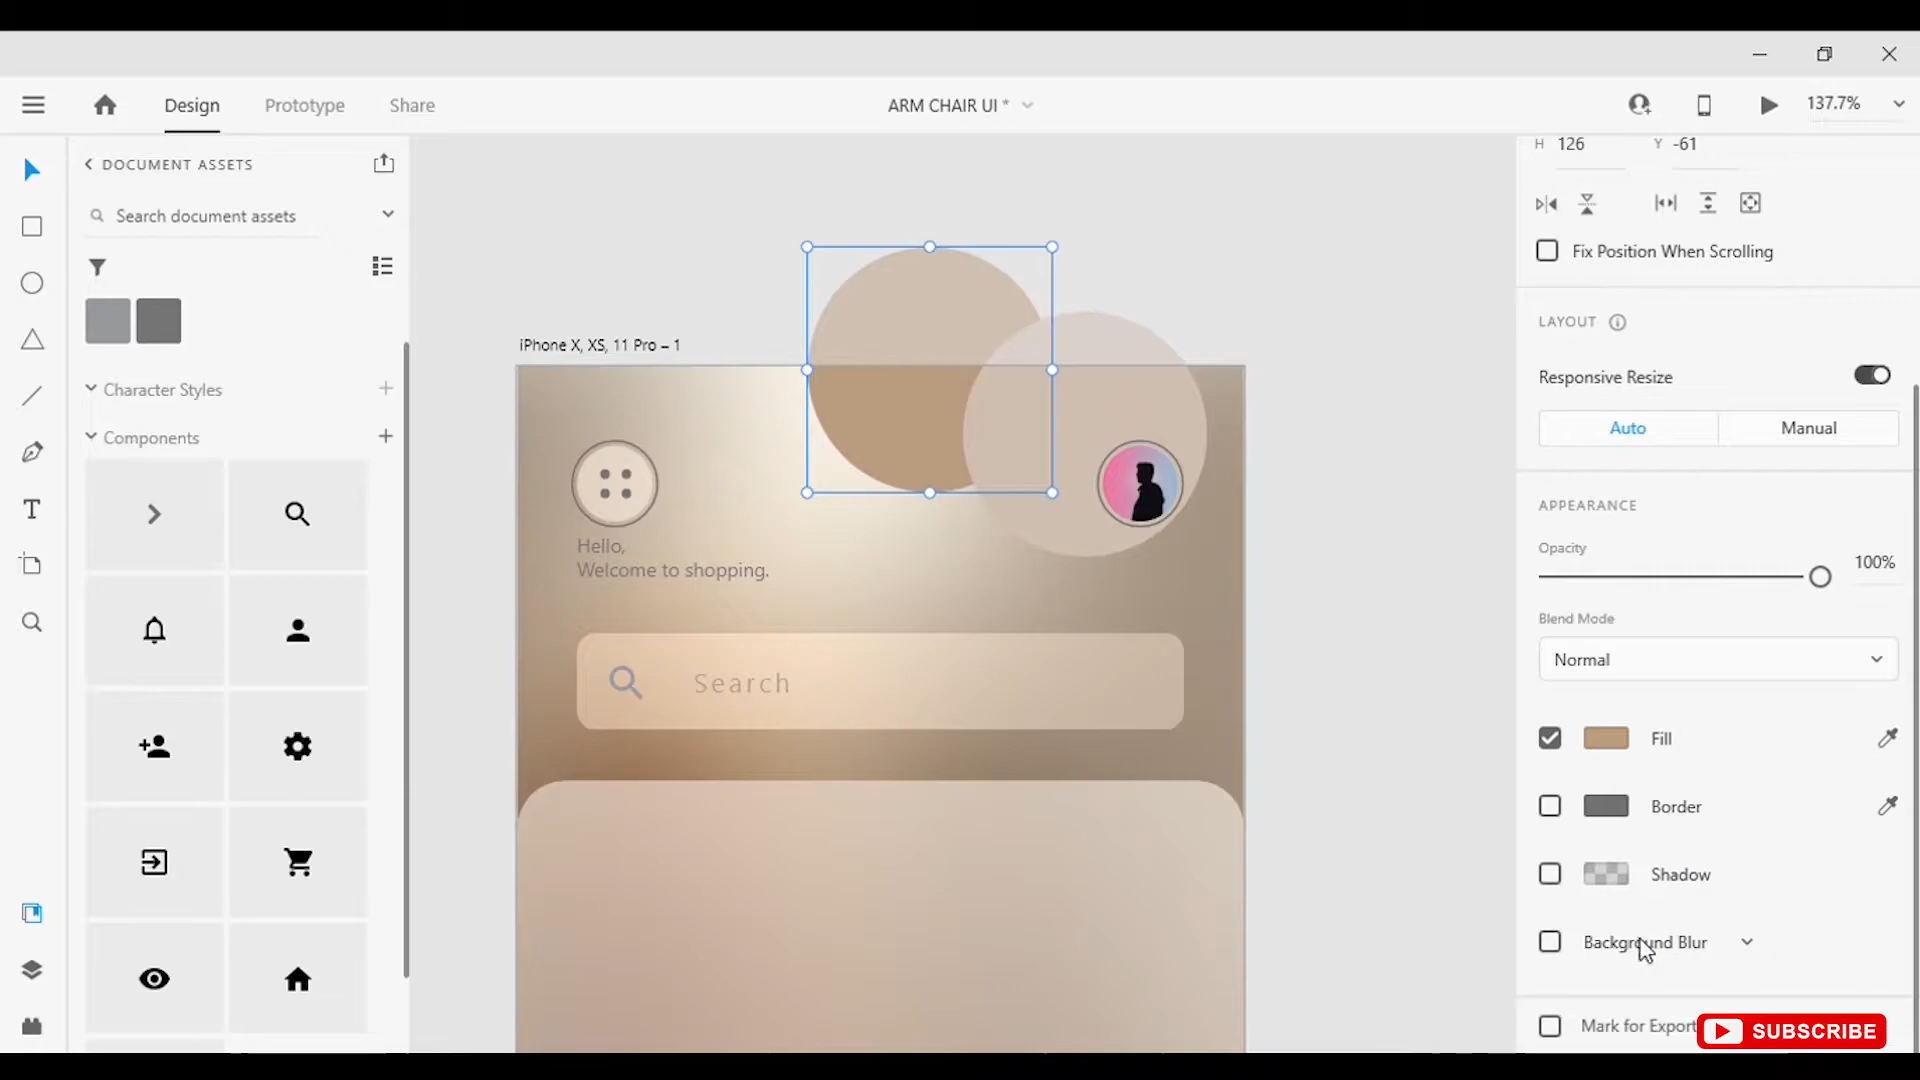 Design
Prototype
Share
ARM CHAIR UI *
137.7%
DOCUMENT ASSETS
Search document assets
Character Styles
Components
iPhone X, XS, 11 Pro – 1
Hello,
Welcome to shopping.
Search
H 126 Y -61
Fix Position When Scrolling
LAYOUT
Responsive Resize
Auto
Manual
APPEARANCE
Opacity
100%
Blend Mode
Normal
Fill
Border
Shadow
Background Blur
Mark for Export
SUBSCRIBE